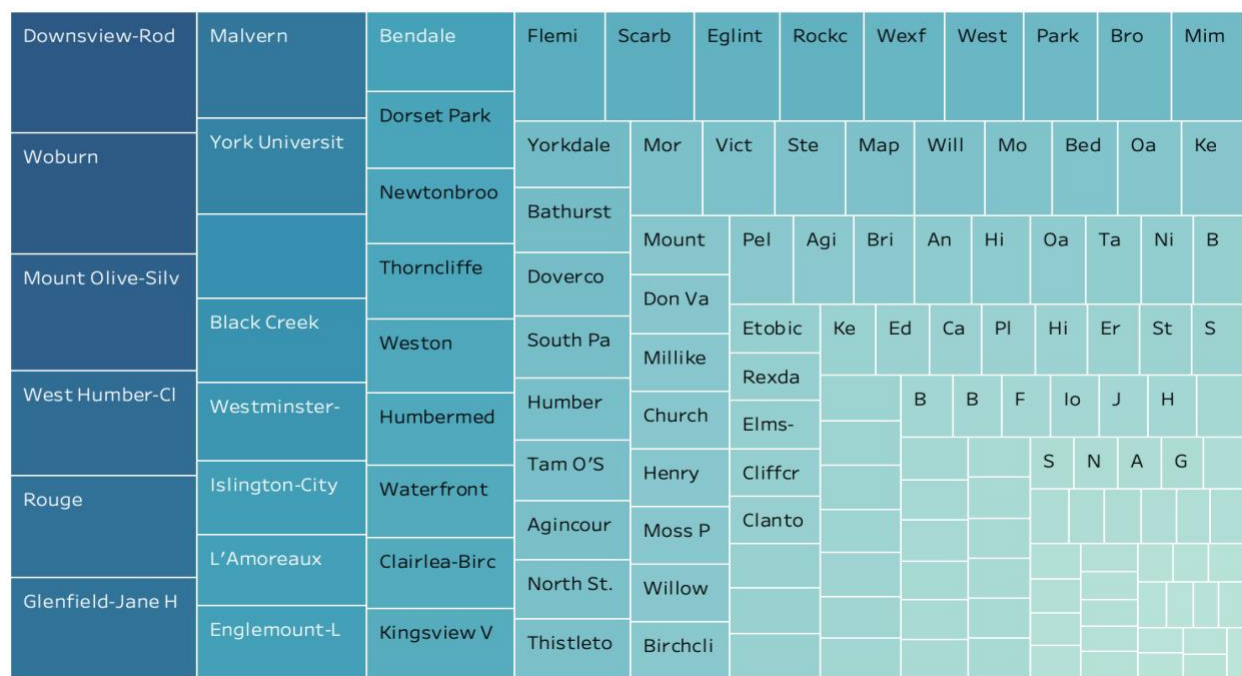 Downsview-Rod
Woburn
Mount Olive-Silv
West Humber-Cl
Rouge
Glenfield-Jane H
Malvern
York Universit
Black Creek
Westminster-
Islington-City
L'Amoreaux
Englemount-L
Bendale
Dorset Park
Newtonbroo
Thorncliffe
Weston
Humbermed
Waterfront
Clairlea-Birc
Kingsview V
Flemi
Scarb
Eglint
Rockc
Wexf
West
Park
Bro
Mim
Yorkdale
Bathurst
Doverco
South Pa
Humber
Tam O'S
Agincour
North St.
Thistleto
Mor
Vict
Ste
Map
Will
Mo
Bed
Oa
Ke
Mount
Don Va
Millike
Church
Henry
Moss P
Willow
Birchcli
Pel
Agi
Bri
An
Hi
Oa
Ta
Ni
B
Etobic
Rexda
Elms-
Cliffcr
Clanto
Ke
Ed
Ca
Pl
Hi
Er
St
S
B
B
F
Io
J
H
S
N
A
G